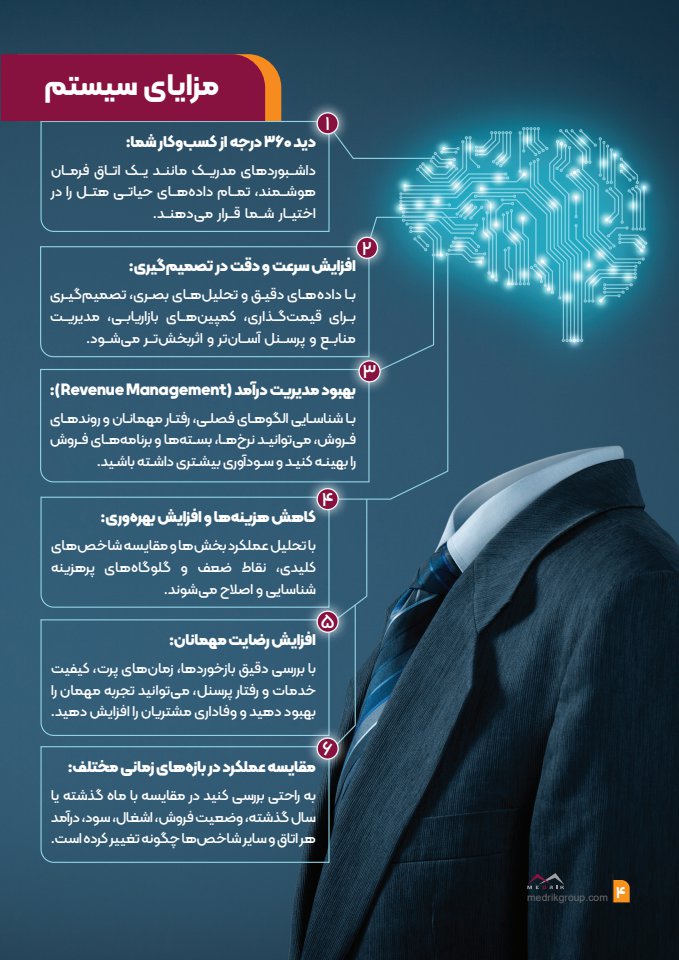 مزایای سیستم
۱
دید ۳۶۰ درجه از کسب‌وکار شما:
داشبوردهای مدریک مانند یک اتاق فرمان
هوشمند، تمام داده‌های حیاتی هتل را در
اختیار شما قرار می‌دهند.
۲
افزایش سرعت و دقت در تصمیم‌گیری:
با داده‌های دقیق و تحلیل‌های بصری، تصمیم‌گیری
برای قیمت‌گذاری، کمپین‌های بازاریابی، مدیریت
منابع و پرسنل آسان‌تر و اثربخش‌تر می‌شود.
۳
بهبود مدیریت درآمد (Revenue Management):
با شناسایی الگوهای فصلی، رفتار مهمانان و روندهای
فروش، می‌توانید نرخ‌ها، بسته‌ها و برنامه‌های فروش
را بهینه کنید و سودآوری بیشتری داشته باشید.
۴
کاهش هزینه‌ها و افزایش بهره‌وری:
با تحلیل عملکرد بخش‌ها و مقایسه شاخص‌های
کلیدی، نقاط ضعف و گلوگاه‌های پرهزینه
شناسایی و اصلاح می‌شوند.
۵
افزایش رضایت مهمانان:
با بررسی دقیق بازخوردها، زمان‌های پرت، کیفیت
خدمات و رفتار پرسنل، می‌توانید تجربه مهمان را
بهبود دهید و وفاداری مشتریان را افزایش دهید.
۶
مقایسه عملکرد در بازه‌های زمانی مختلف:
به راحتی بررسی کنید در مقایسه با ماه گذشته یا
سال گذشته، وضعیت فروش، اشغال، سود، درآمد
هر اتاق و سایر شاخص‌ها چگونه تغییر کرده است.
MEDRIK
medrikgroup.com
۴